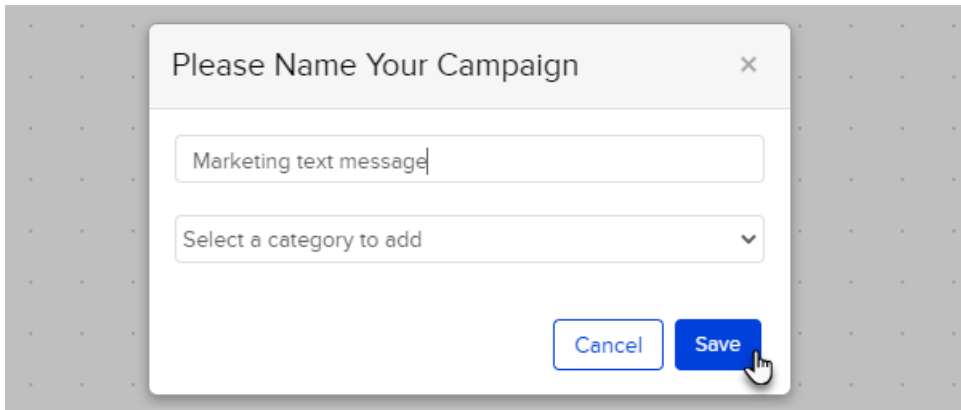 Please Name Your Campaign ×
Marketing text message
Select a category to add
Cancel Save